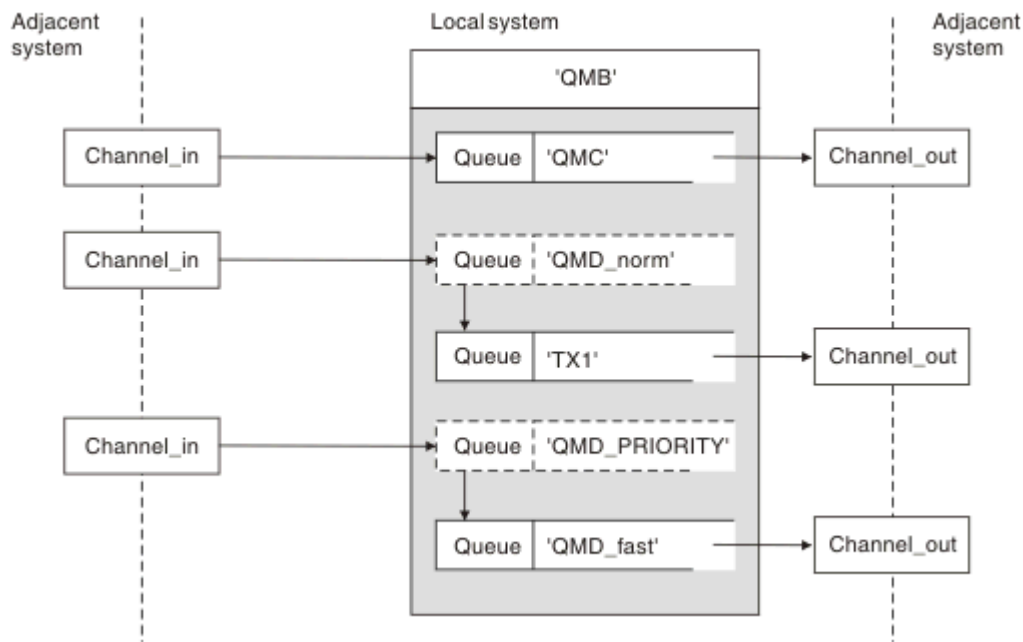 Adjacent
system
Local system
Adjacent
system
'QMB'
Channel_in
Queue 'QMC'
Channel_out
Channel_in
Queue 'QMD_norm'
Queue 'TX1'
Channel_out
Channel_in
Queue 'QMD_PRIORITY'
Queue 'QMD_fast'
Channel_out